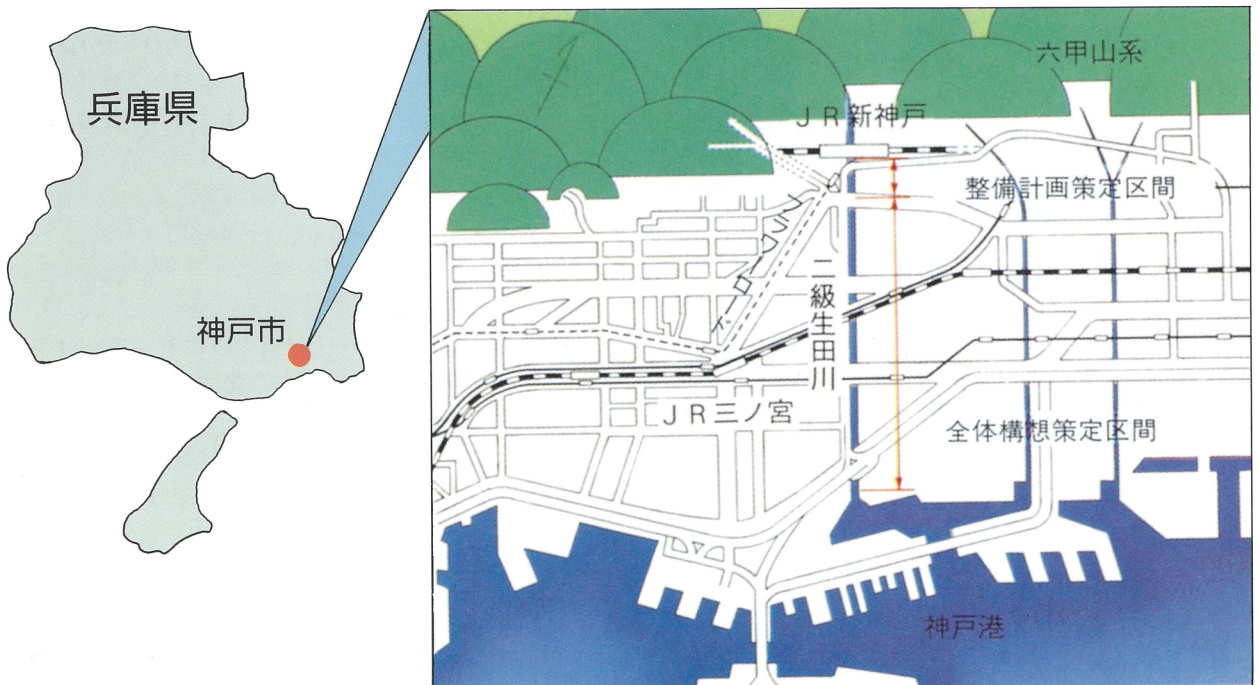 兵庫県
神戸市
六甲山系
ＪＲ新神戸
整備計画策定区間
フラワーロード
二級生田川
ＪＲ三ノ宮
全体構想策定区間
神戸港